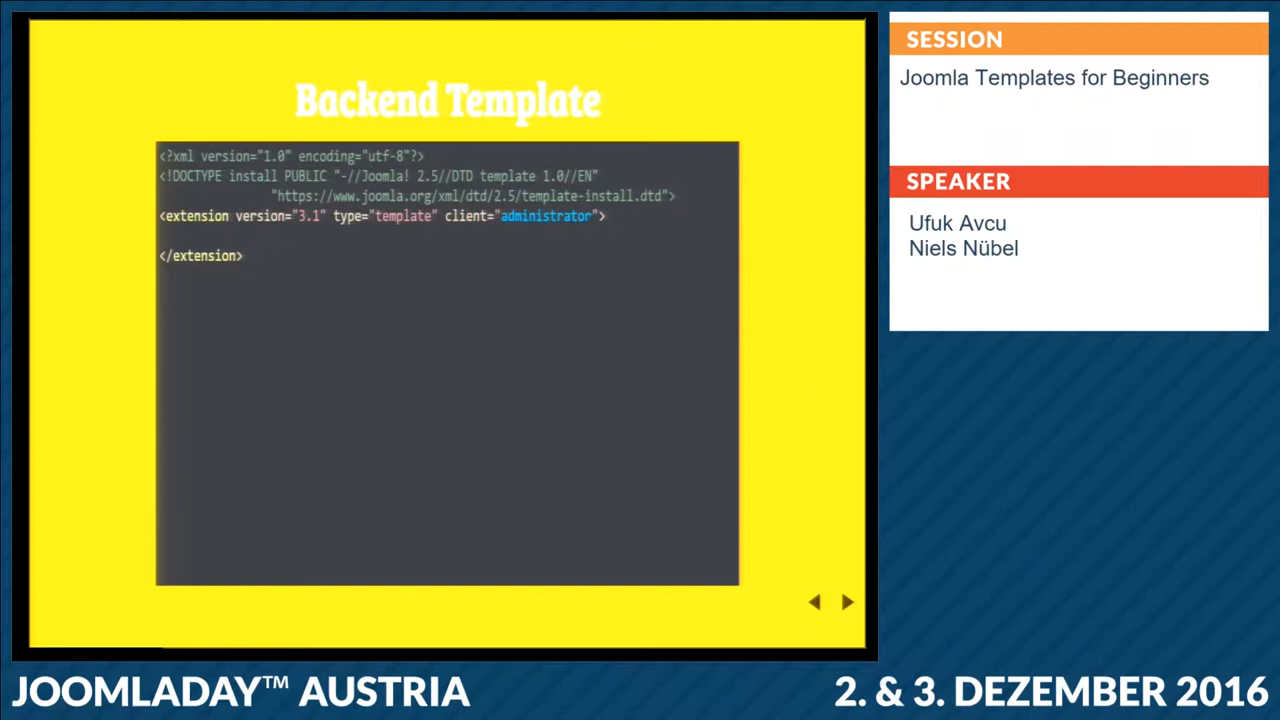 Backend Template
<?xml version="1.0" encoding="utf-8"?>
<!DOCTYPE install PUBLIC "-//Joomla! 2.5//DTD template 1.0//EN"
"https://www.joomla.org/xml/dtd/2.5/template-install.dtd">
<extension version="3.1" type="template" client="administrator">
</extension>
SESSION
Joomla Templates for Beginners
SPEAKER
Ufuk Avcu
Niels Nübel
JOOMLADAY™ AUSTRIA
2. & 3. DEZEMBER 2016